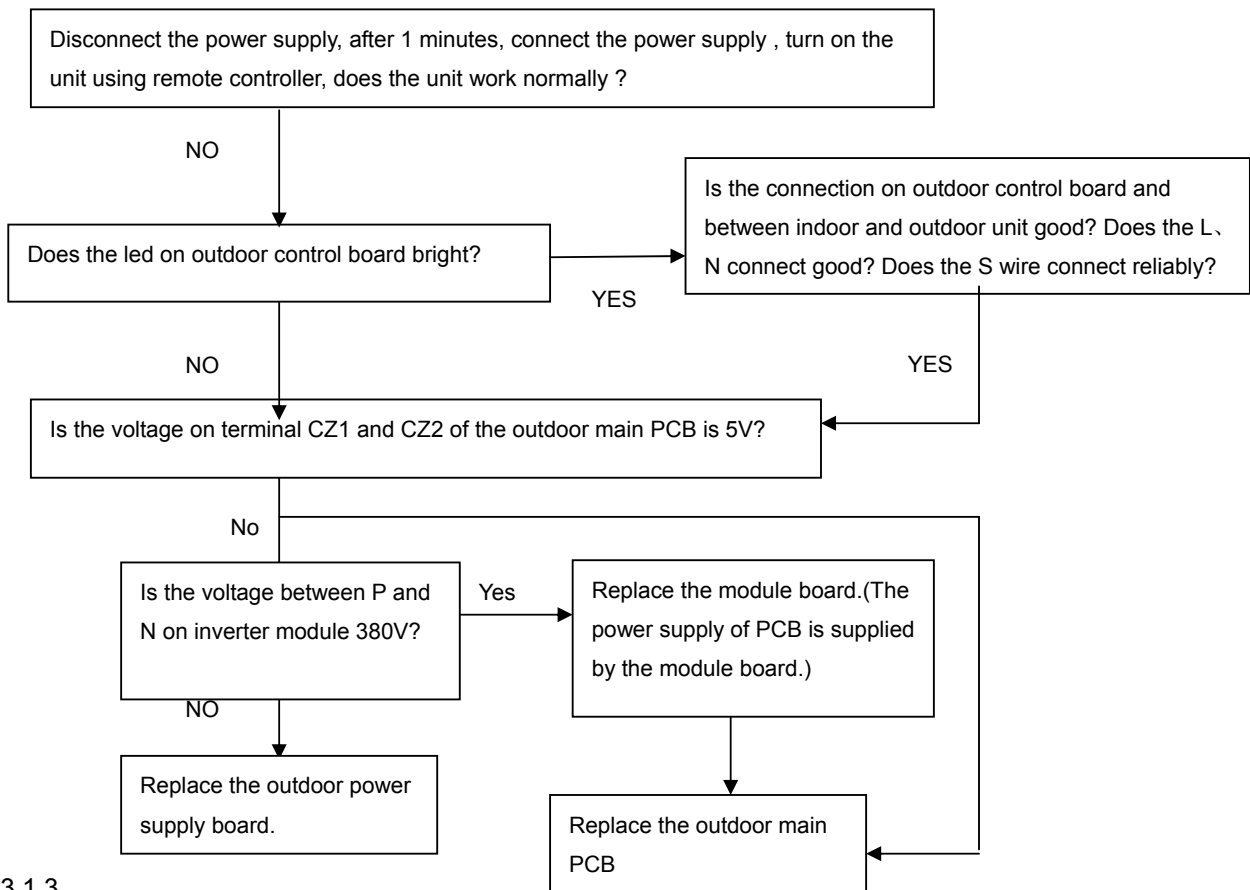 Disconnect the power supply, after 1 minutes, connect the power supply , turn on the
unit using remote controller, does the unit work normally ?
NO
Is the connection on outdoor control board and
between indoor and outdoor unit good? Does the L、
N connect good? Does the S wire connect reliably?
Does the led on outdoor control board bright?
YES
NO
YES
Is the voltage on terminal CZ1 and CZ2 of the outdoor main PCB is 5V?
No
Is the voltage between P and
N on inverter module 380V?
Yes
Replace the module board.(The
power supply of PCB is supplied
by the module board.)
NO
Replace the outdoor power
supply board.
Replace the outdoor main
PCB
3.1.3